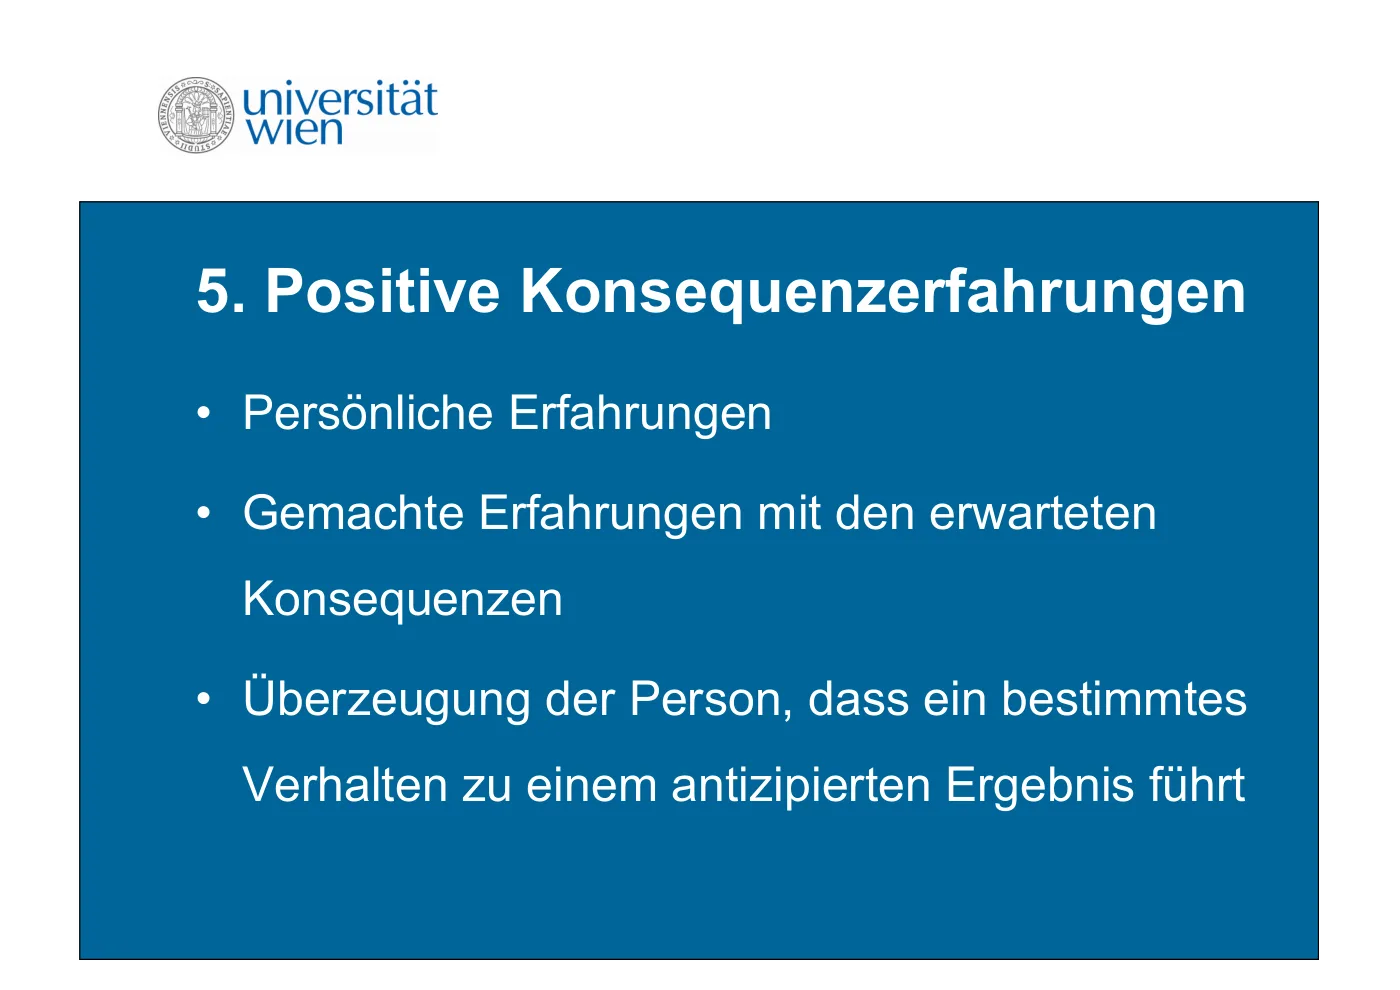 universität
wien
5. Positive Konsequenzerfahrungen
• Persönliche Erfahrungen
• Gemachte Erfahrungen mit den erwarteten
Konsequenzen
• Überzeugung der Person, dass ein bestimmtes
Verhalten zu einem antizipierten Ergebnis führt